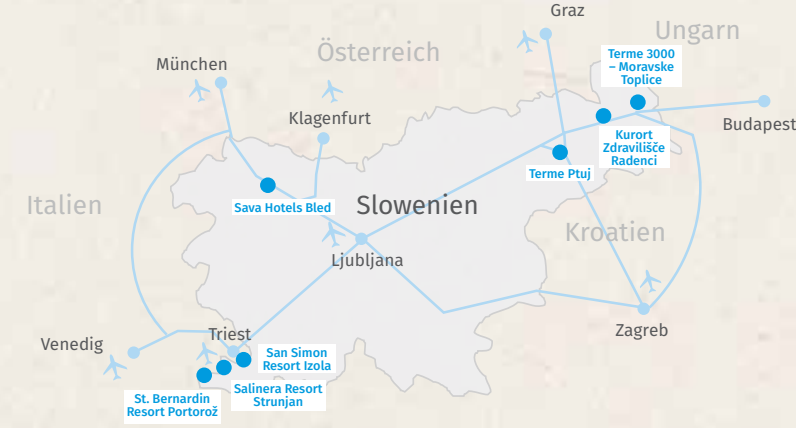 Graz
Ungarn
Österreich
München
Terme 3000
– Moravske
Toplice
Klagenfurt
Budapest
Kurort
Zdravilišče
Radenci
Terme Ptuj
Italien
Sava Hotels Bled
Slowenien
Kroatien
Ljubljana
Zagreb
Triest
Venedig
San Simon
Resort Izola
Salinera Resort
Strunjan
St. Bernardin
Resort Portorož